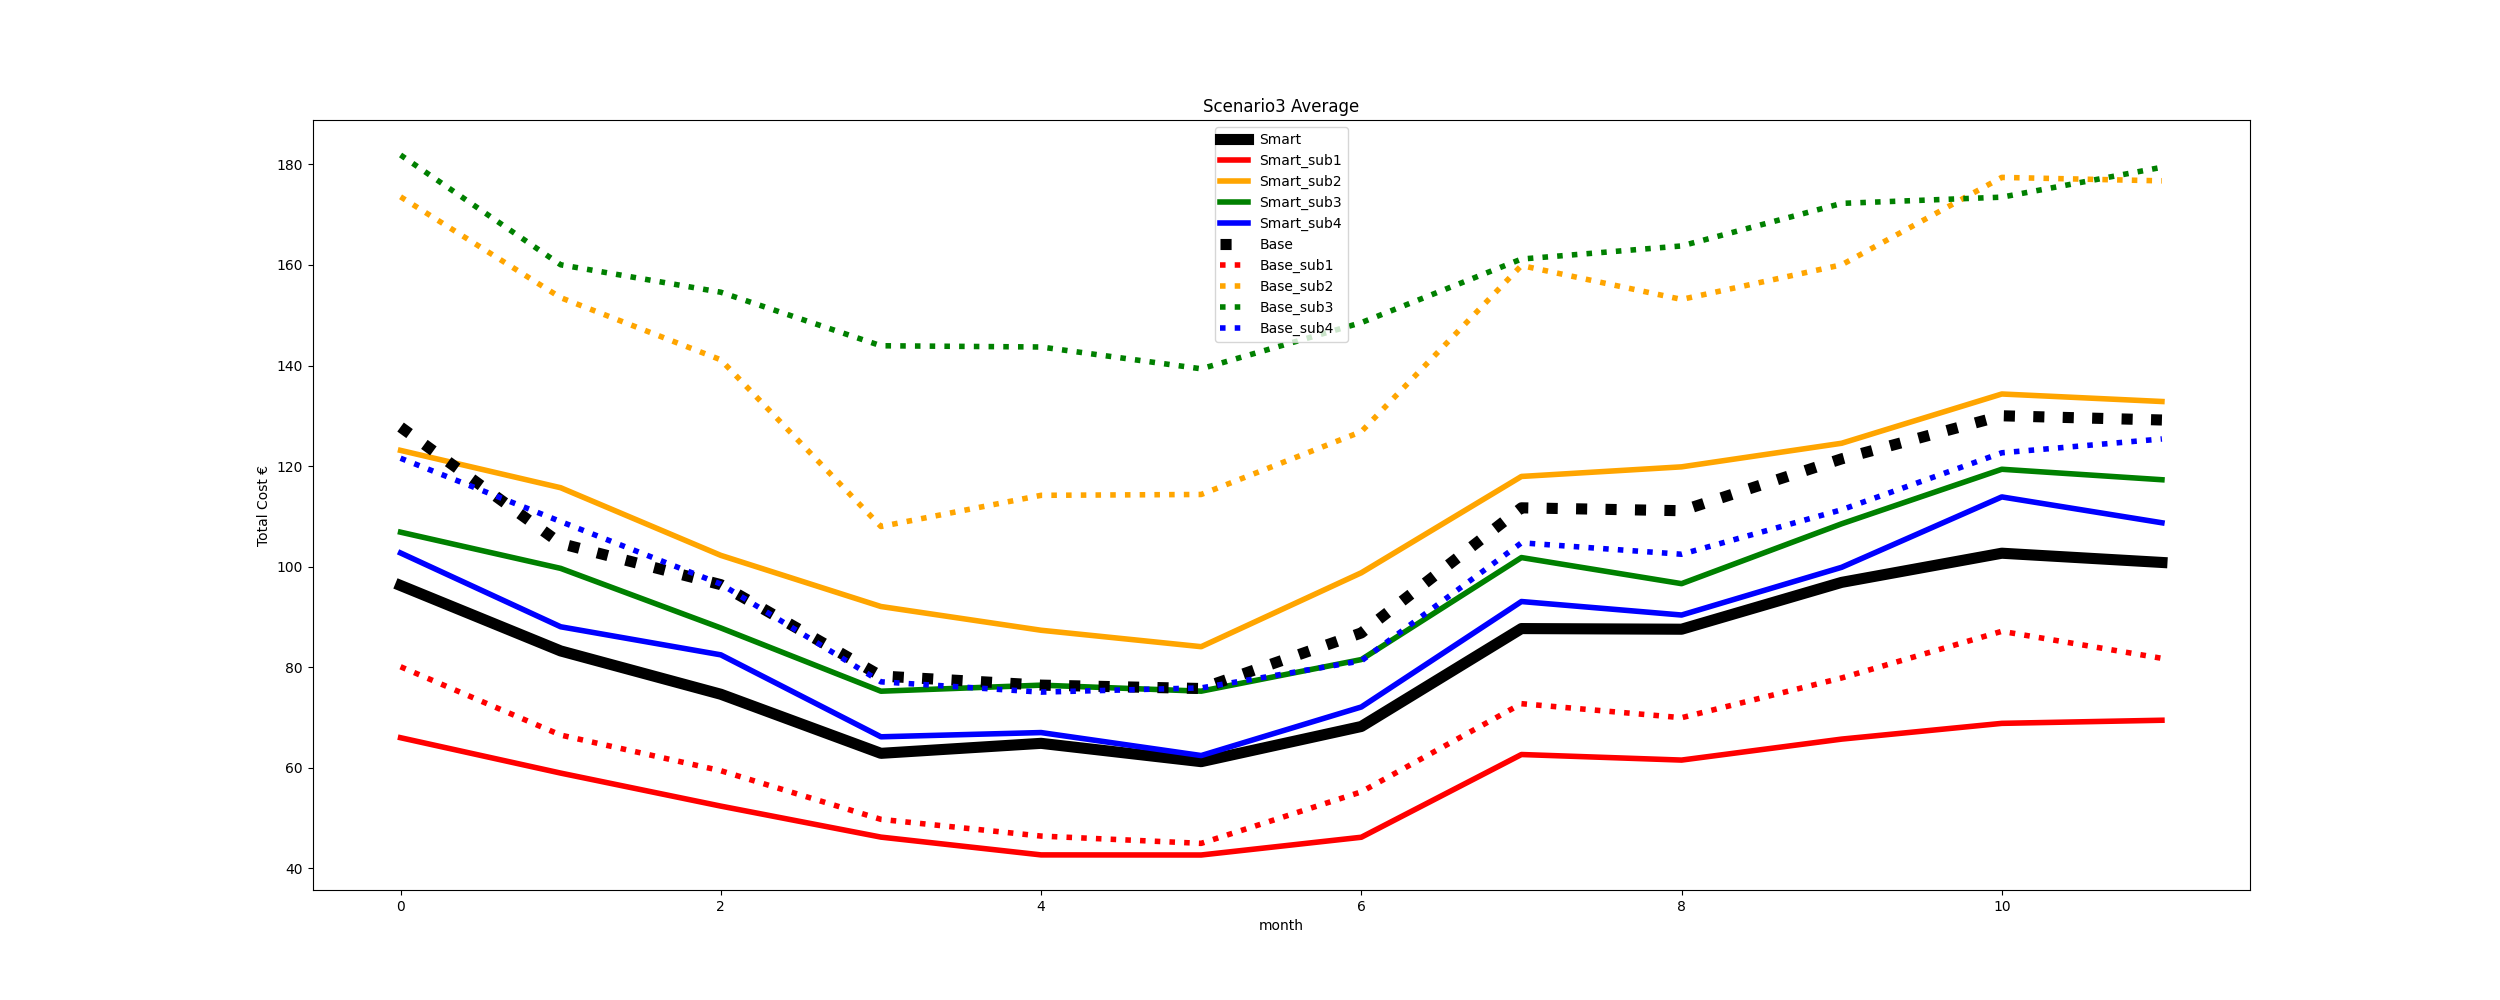 Scenario3 Average
Smart
Smart_sub1
Smart_sub2
Smart_sub3
Smart_sub4
Base
Base_sub1
Base_sub2
Base_sub3
Base_sub4
Total Cost €
180
160
140
120
100
80
60
40
0 2 4 6 8 10
month